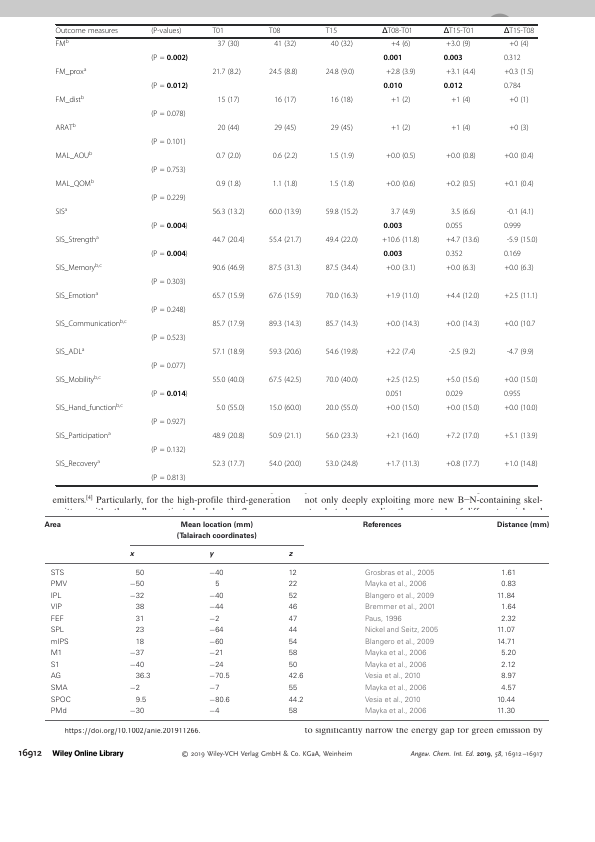 Outcome measures (P-values) T01 T08 T15 ΔT08-T01 ΔT15-T01 ΔT15-T08
FMb 37 (30) 41 (32) 40 (32) +4 (6) +3.0 (9) +0 (4)
(P = 0.002) 0.001 0.003 0.312
FM_proxa 21.7 (8.2) 24.5 (8.8) 24.8 (9.0) +2.8 (3.9) +3.1 (4.4) +0.3 (1.5)
(P = 0.012) 0.010 0.012 0.784
FM_distb 15 (17) 16 (17) 16 (18) +1 (2) +1 (4) +0 (1)
(P = 0.078)
ARATb 20 (44) 29 (45) 29 (45) +1 (2) +1 (4) +0 (3)
(P = 0.101)
MAL_AOUb 0.7 (2.0) 0.6 (2.2) 1.5 (1.9) +0.0 (0.5) +0.0 (0.8) +0.0 (0.4)
(P = 0.753)
MAL_QOMb 0.9 (1.8) 1.1 (1.8) 1.5 (1.8) +0.0 (0.6) +0.2 (0.5) +0.1 (0.4)
(P = 0.229)
SISa 56.3 (13.2) 60.0 (13.9) 59.8 (15.2) 3.7 (4.9) 3.5 (6.6) -0.1 (4.1)
(P = 0.004) 0.003 0.055 0.999
SIS_Strengtha 44.7 (20.4) 55.4 (21.7) 49.4 (22.0) +10.6 (11.8) +4.7 (13.6) -5.9 (15.0)
(P = 0.004) 0.003 0.352 0.169
SIS_Memoryb,c 90.6 (46.9) 87.5 (31.3) 87.5 (34.4) +0.0 (3.1) +0.0 (6.3) +0.0 (6.3)
(P = 0.303)
SIS_Emotiona 65.7 (15.9) 67.6 (15.9) 70.0 (16.3) +1.9 (11.0) +4.4 (12.0) +2.5 (11.1)
(P = 0.248)
SIS_Communicationb,c 85.7 (17.9) 89.3 (14.3) 85.7 (14.3) +0.0 (14.3) +0.0 (14.3) +0.0 (10.7
(P = 0.523)
SIS_ADLa 57.1 (18.9) 59.3 (20.6) 54.6 (19.8) +2.2 (7.4) -2.5 (9.2) -4.7 (9.9)
(P = 0.077)
SIS_Mobilityb,c 55.0 (40.0) 67.5 (42.5) 70.0 (40.0) +2.5 (12.5) +5.0 (15.6) +0.0 (15.0)
(P = 0.014) 0.051 0.029 0.955
SIS_Hand_functionb,c 5.0 (55.0) 15.0 (60.0) 20.0 (55.0) +0.0 (15.0) +0.0 (15.0) +0.0 (10.0)
(P = 0.927)
SIS_Participationa 48.9 (20.8) 50.9 (21.1) 56.0 (23.3) +2.1 (16.0) +7.2 (17.0) +5.1 (13.9)
(P = 0.132)
SIS_Recoverya 52.3 (17.7) 54.0 (20.0) 53.0 (24.8) +1.7 (11.3) +0.8 (17.7) +1.0 (14.8)
(P = 0.813)
emitters.[4] Particularly, for the high-profile third-generation
not only deeply exploiting more new B−N-containing skel-
Area Mean location (mm) References Distance (mm)
(Talairach coordinates)
x y z
STS 50 −40 12 Grosbras et al., 2005 1.61
PMV −50 5 22 Mayka et al., 2006 0.83
IPL −32 −40 52 Blangero et al., 2009 11.84
VIP 38 −44 46 Bremmer et al., 2001 1.64
FEF 31 −2 47 Paus, 1996 2.32
SPL 23 −64 44 Nickel and Seitz, 2005 11.07
mIPS 18 −60 54 Blangero et al., 2009 14.71
M1 −37 −21 58 Mayka et al., 2006 5.20
S1 −40 −24 50 Mayka et al., 2006 2.12
AG 36.3 −70.5 42.6 Vesia et al., 2010 8.97
SMA −2 −7 55 Mayka et al., 2006 4.57
SPOC 9.5 −80.6 44.2 Vesia et al., 2010 10.44
PMd −30 −4 58 Mayka et al., 2006 11.30
https://doi.org/10.1002/anie.201911266.
to significantly narrow the energy gap for green emission by
16912 Wiley Online Library © 2019 Wiley-VCH Verlag GmbH & Co. KGaA, Weinheim Angew. Chem. Int. Ed. 2019, 58, 16912–16917